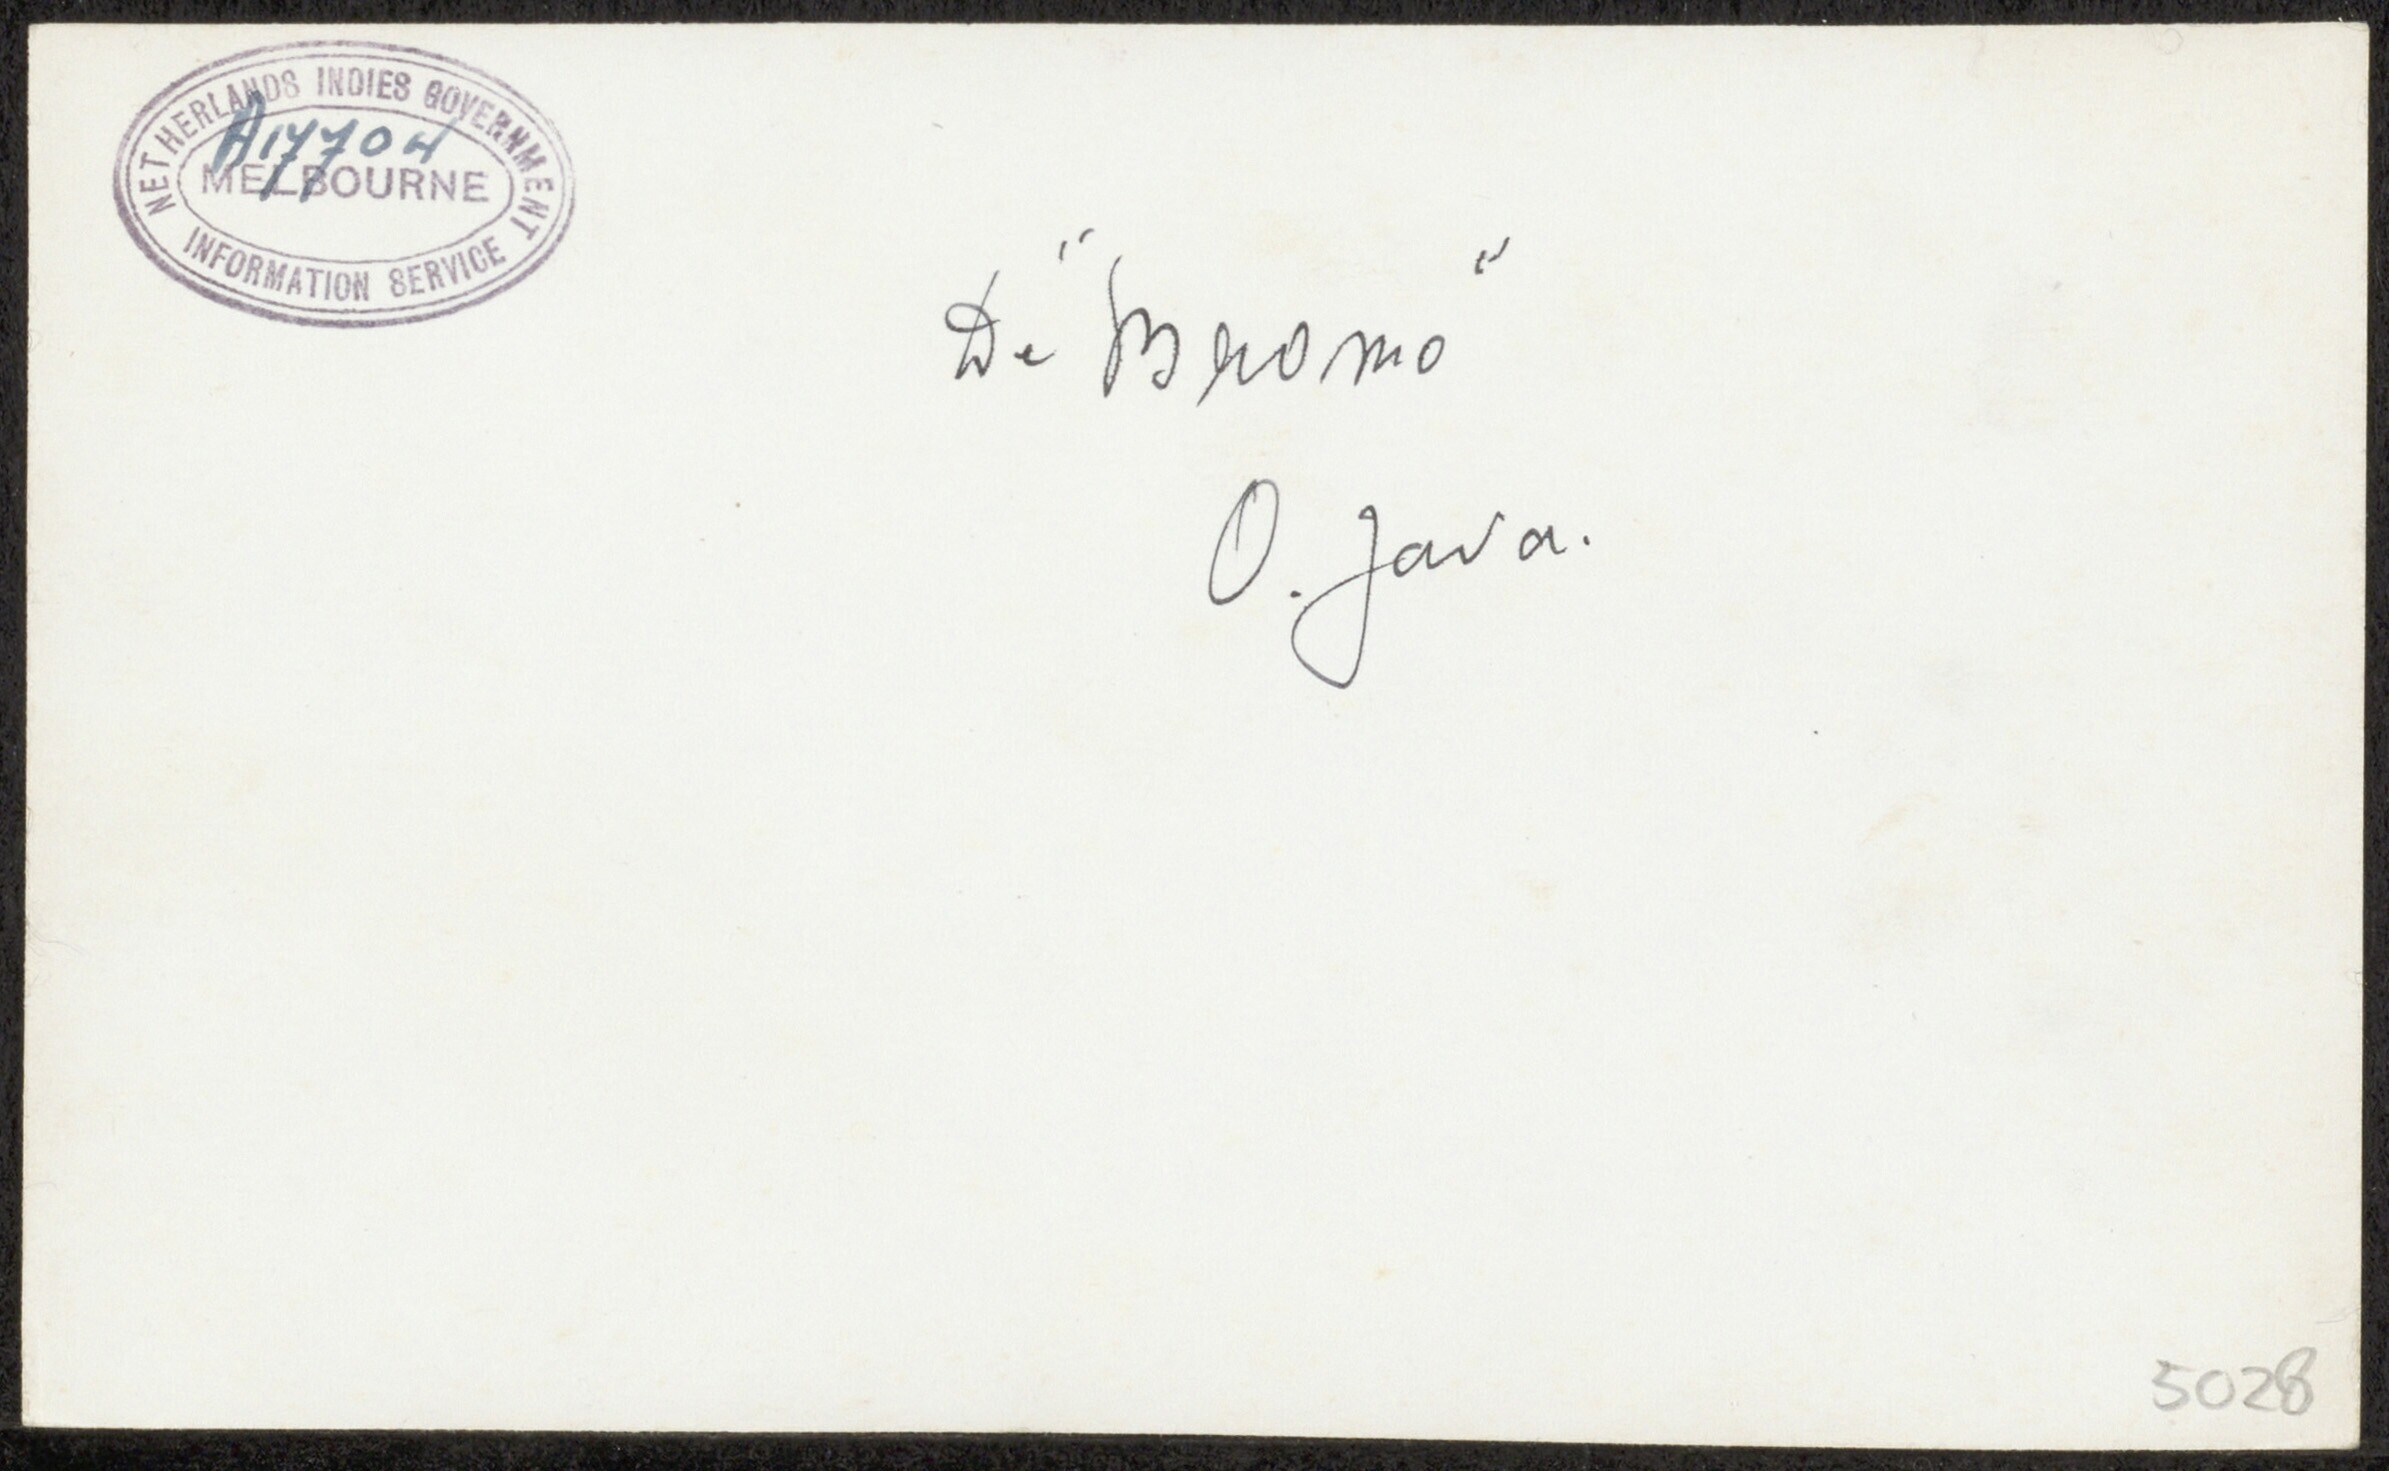 NETHERLANDS INDIES GOVERNMENT
A17704
MELBOURNE
INFORMATION SERVICE
De "Bromo"
O. Java.
5028